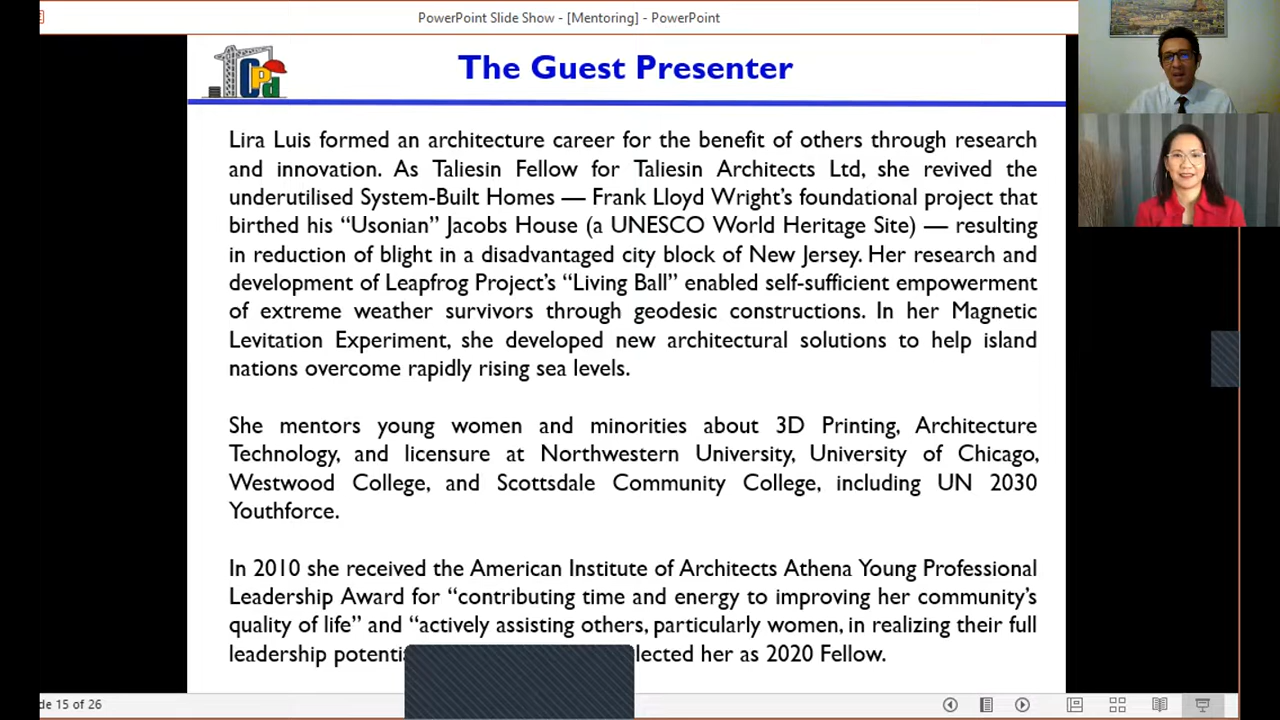 PowerPoint Slide Show - [Mentoring] - PowerPoint
CPd
The Guest Presenter
Lira Luis formed an architecture career for the benefit of others through research
and innovation. As Taliesin Fellow for Taliesin Architects Ltd, she revived the
underutilised System-Built Homes — Frank Lloyd Wright’s foundational project that
birthed his “Usonian” Jacobs House (a UNESCO World Heritage Site) — resulting
in reduction of blight in a disadvantaged city block of New Jersey. Her research and
development of Leapfrog Project’s “Living Ball” enabled self-sufficient empowerment
of extreme weather survivors through geodesic constructions. In her Magnetic
Levitation Experiment, she developed new architectural solutions to help island
nations overcome rapidly rising sea levels.
She mentors young women and minorities about 3D Printing, Architecture
Technology, and licensure at Northwestern University, University of Chicago,
Westwood College, and Scottsdale Community College, including UN 2030
Youthforce.
In 2010 she received the American Institute of Architects Athena Young Professional
Leadership Award for “contributing time and energy to improving her community’s
quality of life” and “actively assisting others, particularly women, in realizing their full
leadership her as 2020 Fellow.
15 of 26